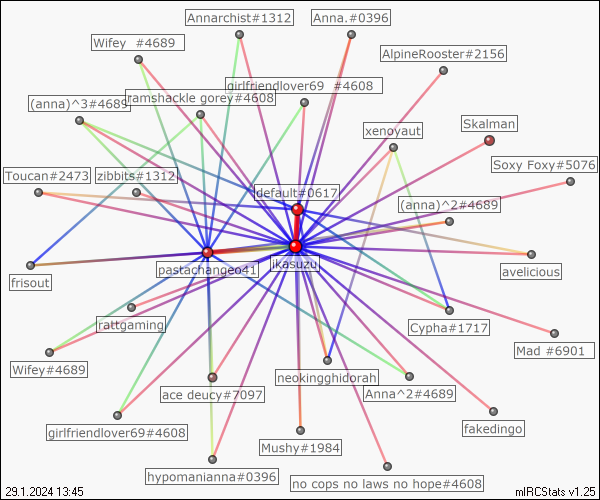 Annarchist#1312
Anna.#0396
Wifey  #4689
AlpineRooster#2156
girlfriendlover69  #4608
(anna)^3#4689
ramshackle gorey#4608
xenoyaut
Skalman
Soxy Foxy#5076
Toucan#2473
zibbits#1312
default#0617
(anna)^2#4689
ikasuzu
pastachangeo41
avelicious
frisout
rattgaming
Cypha#1717
Mad #6901
Wifey#4689
neokingghidorah
Anna^2#4689
ace deucy#7097
fakedingo
girlfriendlover69#4608
Mushy#1984
hypomanianna#0396
no cops no laws no hope#4608
29.1.2024 13:45
mIRCStats v1.25